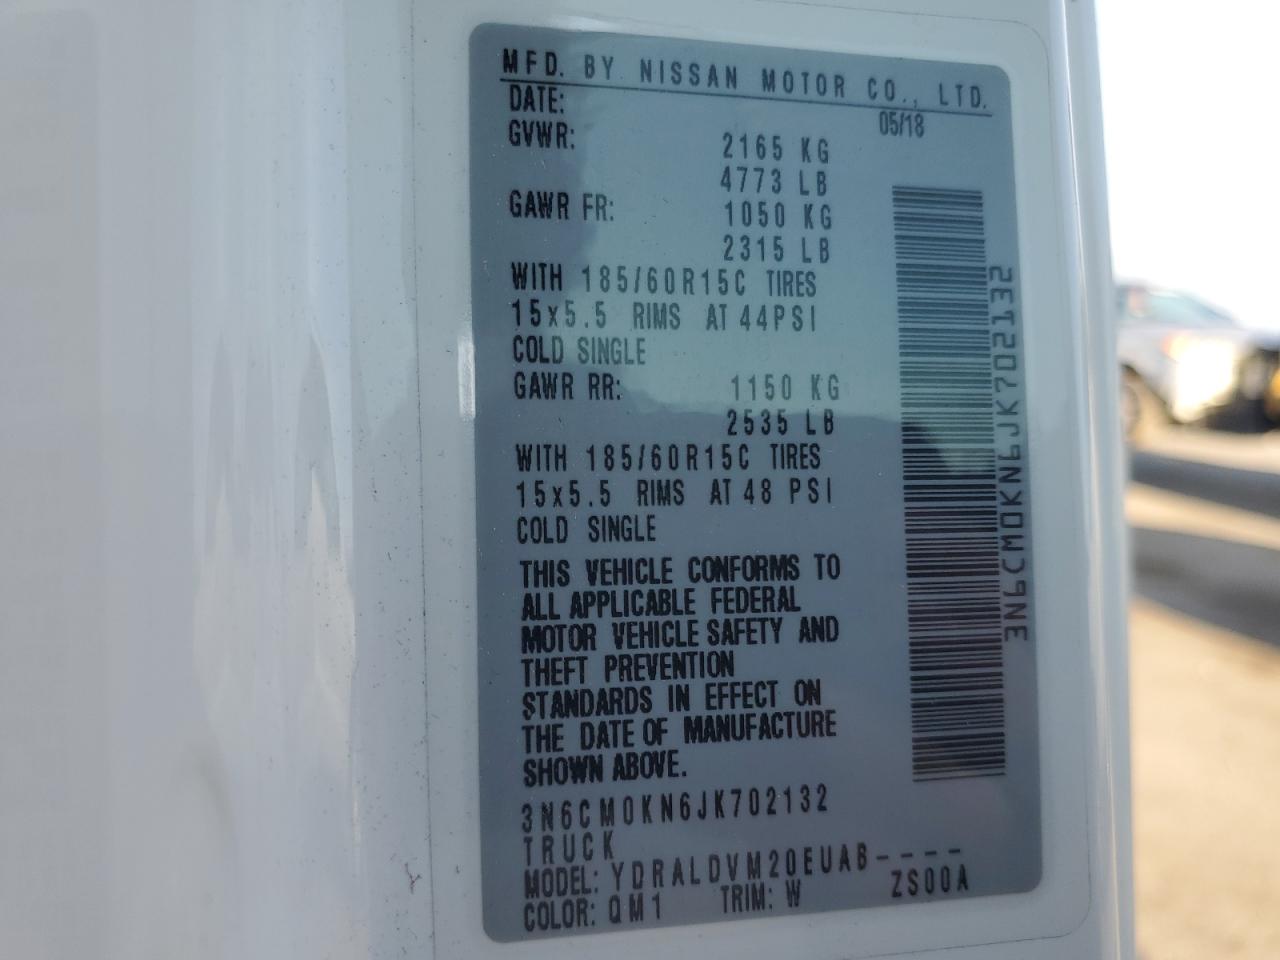 MFD. BY NISSAN MOTOR CO., LTD.
DATE: 05/18
GVWR: 2165 KG
4773 LB
GAWR FR: 1050 KG
2315 LB
WITH 185/60R15C TIRES
15x5.5 RIMS AT 44PSI
COLD SINGLE
GAWR RR: 1150 KG
2535 LB
WITH 185/60R15C TIRES
15x5.5 RIMS AT 48 PSI
COLD SINGLE
THIS VEHICLE CONFORMS TO
ALL APPLICABLE FEDERAL
MOTOR VEHICLE SAFETY AND
THEFT PREVENTION
STANDARDS IN EFFECT ON
THE DATE OF MANUFACTURE
SHOWN ABOVE.
3N6CM0KN6JK702132
TRUCK
MODEL: YDRALDVM20EUAB----
COLOR: QM1 TRIM: W ZS00A
3N6CM0KN6JK702132